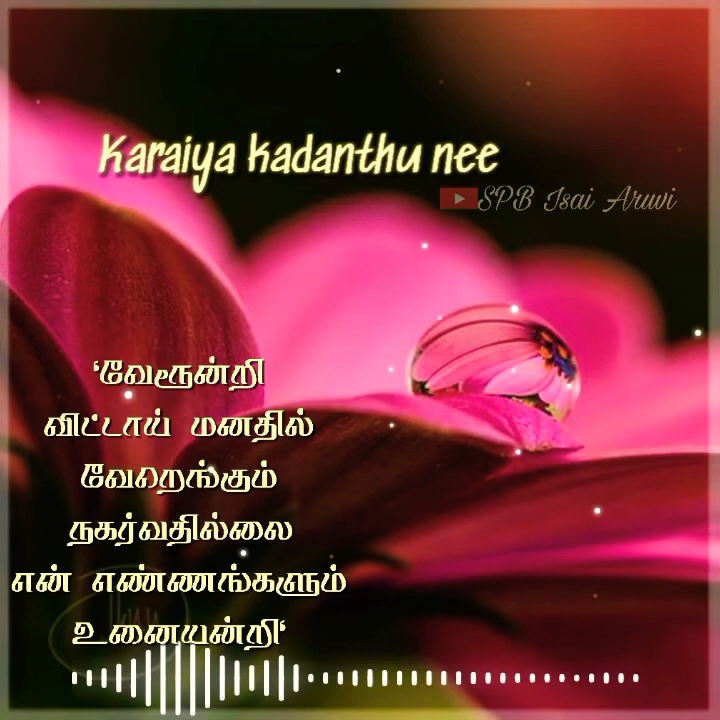 Karaiya kadanthu nee
SPB Isai Aruvi
‘வேரூன்றி
விட்டாய் மனதில்
வேறெங்கும்
நகர்வதில்லை
என் எண்ணங்களும்
உனையன்றி‘